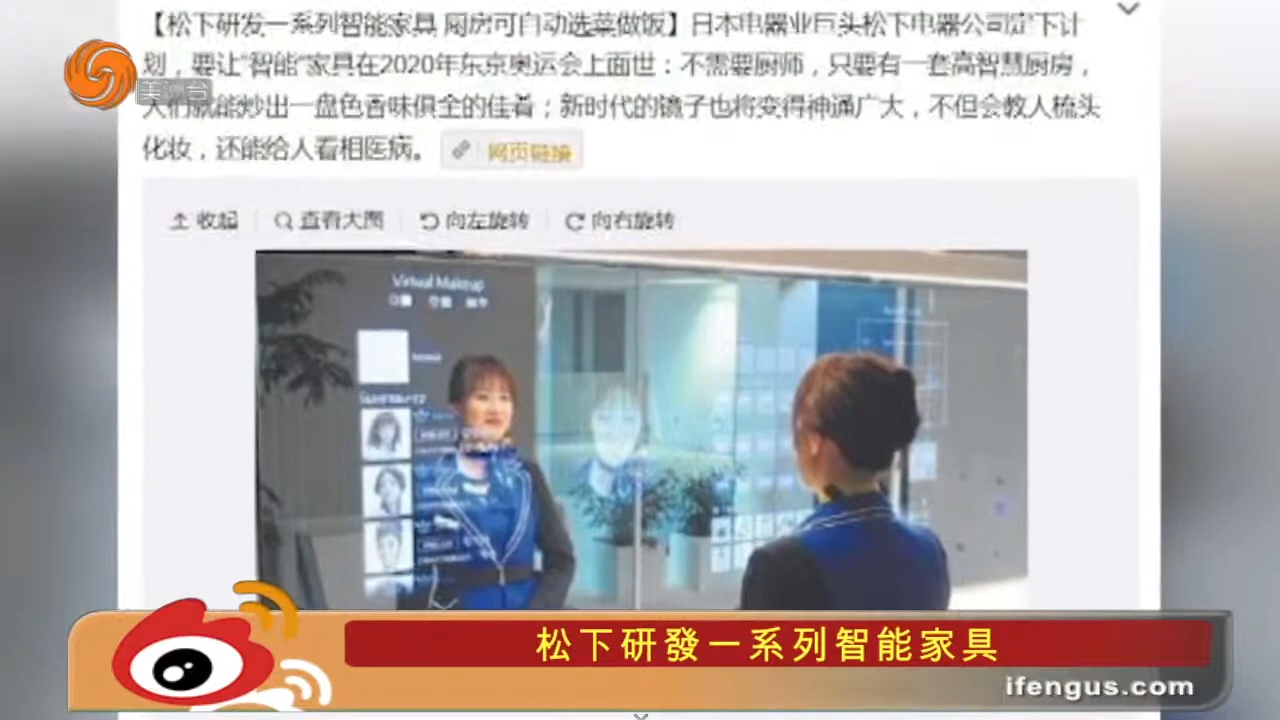 【松下研发一系列智能家具 厨房可自动选菜做饭】日本电器业巨头松下电器公司定下计
划，要让"智能"家具在2020年东京奥运会上面世：不需要厨师，只要有一套高智慧厨房，
人们就能炒出一盘色香味俱全的佳肴；新时代的镜子也将变得神通广大，不但会教人梳头
化妆，还能给人看相医病。 网页链接
收起 查看大图 向左旋转 向右旋转
Virtual Makeup
松下研發一系列智能家具
ifengus.com